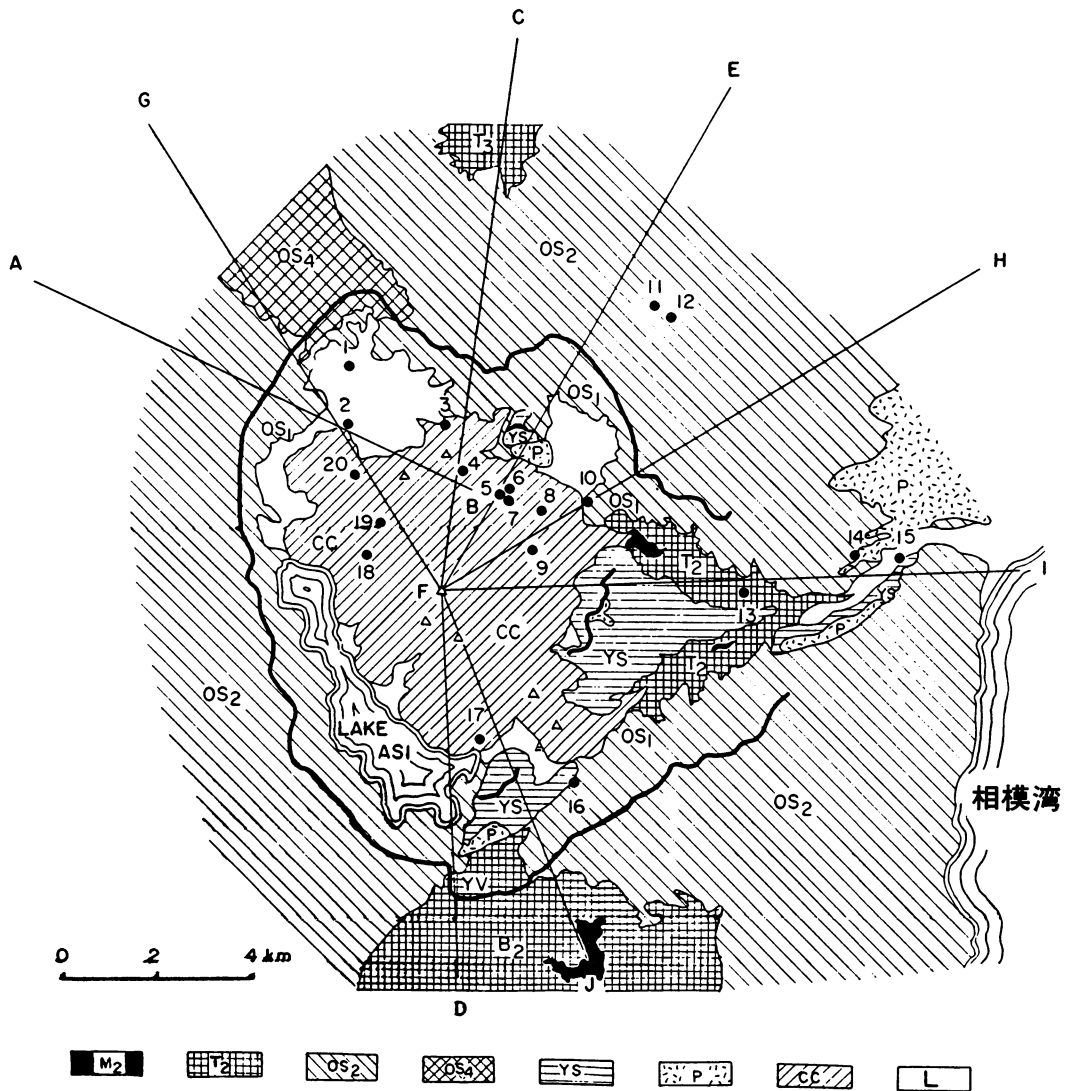 C
E
G
T3
OS2
OS4
A
H
11
12
1
2
3
OS1
OS1
YS
P
20
4
5
6
B
7
8
10
OS1
P
19
CC
18
9
14
15
F
T2
I
13
YS
P
CC
YS
T2
OS2
LAKE
ASI
17
OS1
16
YS
P
OS2
相模湾
YV
B2
J
D
0 2 4 km
M2 T2 OS2 OS4 YS P CC L